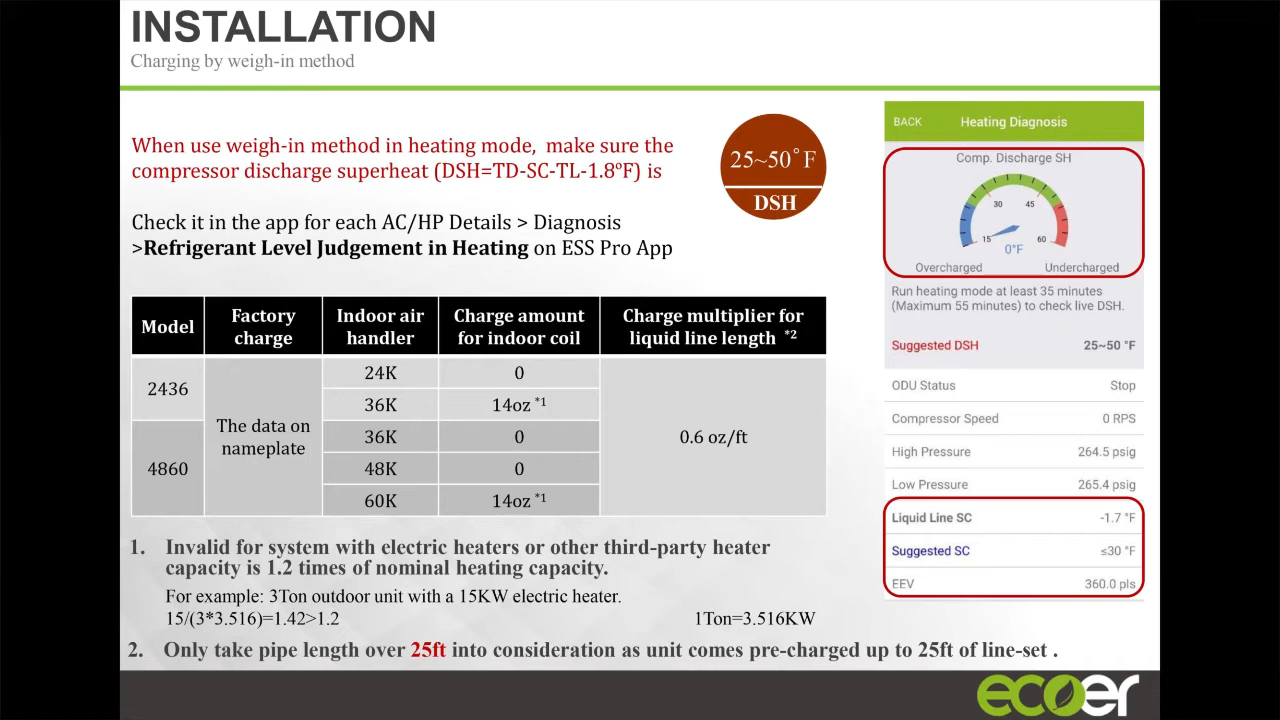 INSTALLATION
Charging by weigh-in method
When use weigh-in method in heating mode, make sure the
compressor discharge superheat (DSH=TD-SC-TL-1.8°F) is
25~50°F
DSH
Check it in the app for each AC/HP Details > Diagnosis
>Refrigerant Level Judgement in Heating on ESS Pro App
Model Factory charge Indoor air handler Charge amount for indoor coil Charge multiplier for liquid line length *2
2436 The data on nameplate 24K 0 0.6 oz/ft
36K 14oz *1
4860 36K 0
48K 0
60K 14oz *1
1. Invalid for system with electric heaters or other third-party heater
capacity is 1.2 times of nominal heating capacity.
For example: 3Ton outdoor unit with a 15KW electric heater.
15/(3*3.516)=1.42>1.2 1Ton=3.516KW
2. Only take pipe length over 25ft into consideration as unit comes pre-charged up to 25ft of line-set .
BACK Heating Diagnosis
Comp. Discharge SH
30 45
15 60
0°F
Overcharged Undercharged
Run heating mode at least 35 minutes
(Maximum 55 minutes) to check live DSH.
Suggested DSH 25~50 °F
ODU Status Stop
Compressor Speed 0 RPS
High Pressure 264.5 psig
Low Pressure 265.4 psig
Liquid Line SC -1.7 °F
Suggested SC ≤30 °F
EEV 360.0 pls
ecoer